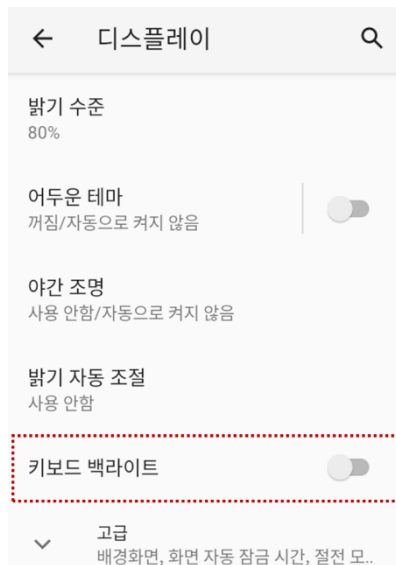 디스플레이
밝기 수준
80%
어두운 테마
꺼짐/자동으로 켜지 않음
야간 조명
사용 안함/자동으로 켜지 않음
밝기 자동 조절
사용 안함
키보드 백라이트
고급
배경화면, 화면 자동 잠금 시간, 절전 모..